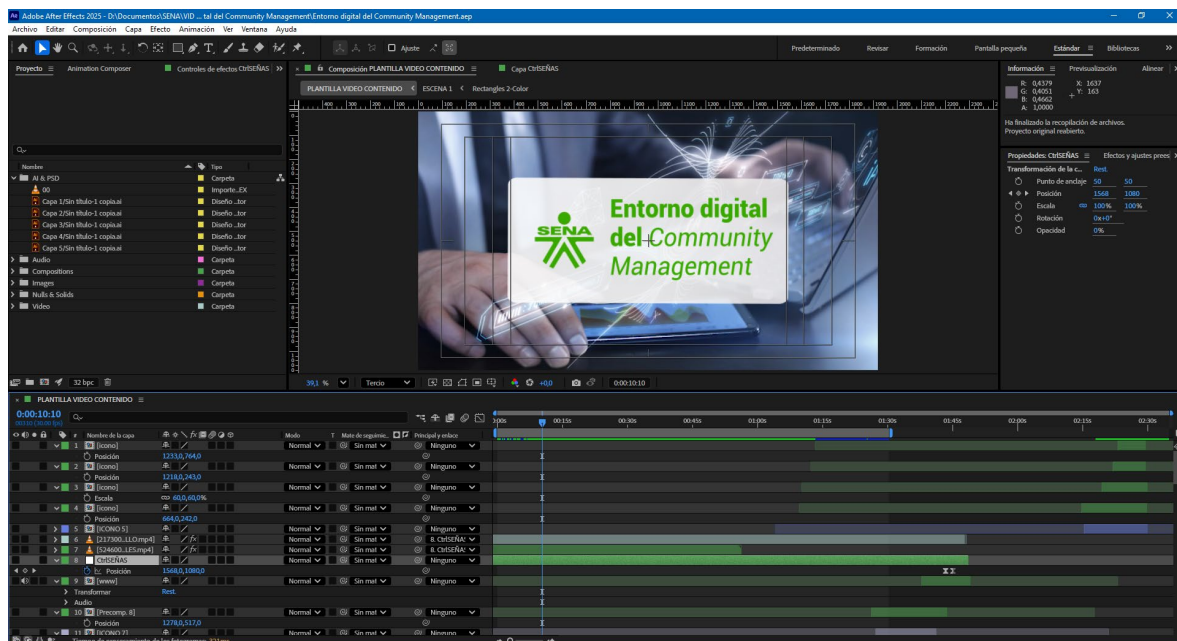 Adobe After Effects 2025 - D:\Documentos\SENA\VID ... tal del Community Management\Entorno digital del Community Management.aep
Archivo Editar Composición Capa Efecto Animación Ver Ventana Ayuda
Ajuste Predeterminado Revisar Formación Pantalla pequeña Estándar Bibliotecas
Proyecto Animation Composer Controles de efectos CtrlSEÑAS
Composición PLANTILLA VIDEO CONTENIDO Capa CtrlSEÑAS
PLANTILLA VIDEO CONTENIDO ESCENA 1 Rectangles 2-Color
Nombre Tipo
AI & PSD Carpeta
00 Importe...EX
Capa 1/Sin título-1 copia.ai Diseño ...tor
Capa 2/Sin título-1 copia.ai Diseño ...tor
Capa 3/Sin título-1 copia.ai Diseño ...tor
Capa 4/Sin título-1 copia.ai Diseño ...tor
Capa 5/Sin título-1 copia.ai Diseño ...tor
Audio Carpeta
Compositions Carpeta
Images Carpeta
Nulls & Solids Carpeta
Video Carpeta
32 bpc
SENA
Entorno digital
del Community
Management
39,1 % Tercio +0,0 0:00:10:10
Información Previsualización Alinear
R: 0,4379 X: 1637
G: 0,4051 Y: 163
B: 0,4662
A: 1,0000
Ha finalizado la recopilación de archivos.
Proyecto original reabierto.
Propiedades: CtrlSEÑAS Efectos y ajustes prees
Transformación de la c... Rest.
Punto de anclaje 50 50
Posición 1568 1080
Escala 100% 100%
Rotación 0x+0°
Opacidad 0%
PLANTILLA VIDEO CONTENIDO
0:00:10:10
00:15s 00:30s 00:45s 01:00s 01:15s 01:30s 01:45s 02:00s 02:15s 02:30s
# Nombre de la capa Modo T Mate de seguimie... Principal y enlace
1 [icono] Normal Sin mat Ninguno
Posición 1233,0,764,0
2 [icono] Normal Sin mat Ninguno
Posición 1218,0,243,0
3 [icono] Normal Sin mat Ninguno
Escala 60,0,60,0%
4 [icono] Normal Sin mat Ninguno
Posición 664,0,242,0
5 [ICONO 5] Normal Sin mat Ninguno
6 [217300...LLO.mp4] Normal Sin mat 8. CtrlSEÑA:
7 [524600...LES.mp4] Normal Sin mat 8. CtrlSEÑA:
8 CtrlSEÑAS Normal Sin mat Ninguno
Posición 1568,0,1080,0
9 [www] Normal Sin mat Ninguno
Transformar Rest.
Audio
10 [Precomp. 8] Normal Sin mat Ninguno
Posición 1278,0,517,0
11 [ICONO 7] Normal Sin mat Ninguno